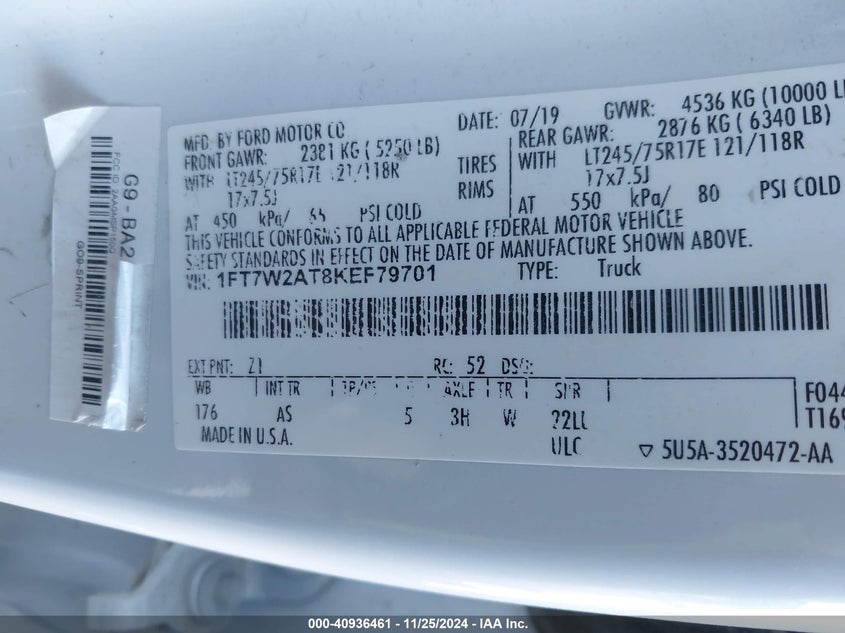 G9-BA2
GO9-SPRINT
MFD. BY FORD MOTOR CO
DATE: 07/19
GVWR: 4536 KG (10000 L
FRONT GAWR: 2381 KG ( 5250 LB)
REAR GAWR: 2876 KG ( 6340 LB)
WITH LT245/75R17E 121/118R TIRES WITH LT245/75R17E 121/118R
17x7.5J RIMS 17x7.5J
AT 450 kPa/ 65 PSI COLD AT 550 kPa/ 80 PSI COLD
THIS VEHICLE CONFORMS TO ALL APPLICABLE FEDERAL MOTOR VEHICLE
SAFETY STANDARDS IN EFFECT ON THE DATE OF MANUFACTURE SHOWN ABOVE.
VIN: 1FT7W2AT8KEF79701
TYPE: Truck
EXT PNT: Z1 RC: 52 DSO:
WB INT TR AXLE TR SPR
176 AS 5 3H W 22LL
ULC
F044
T169
MADE IN U.S.A.
▽ 5U5A-3520472-AA
000-40936461 - 11/25/2024 - IAA Inc.